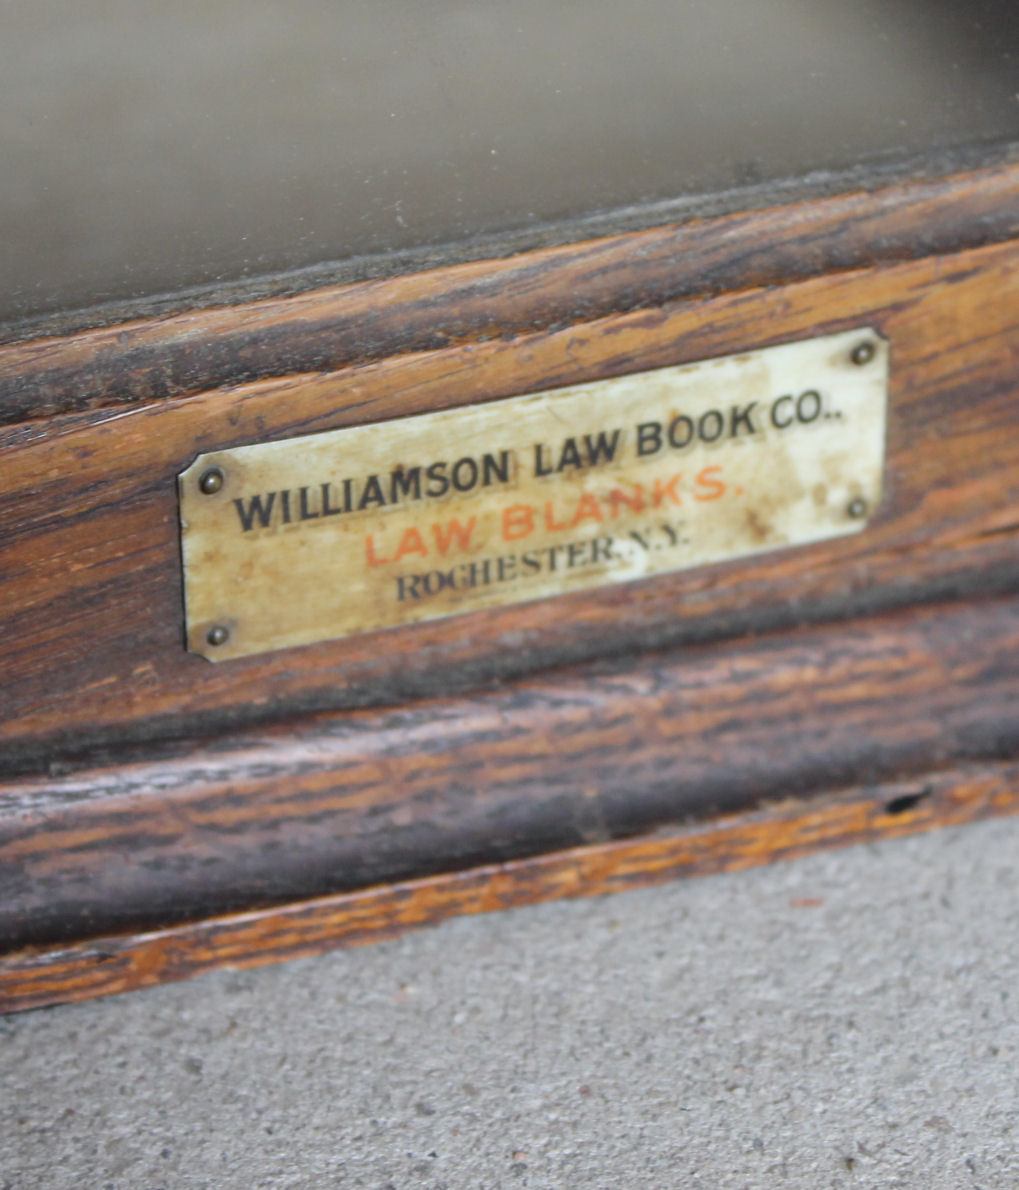 WILLIAMSON LAW BOOK CO.,
LAW BLANKS.
ROCHESTER, N.Y.